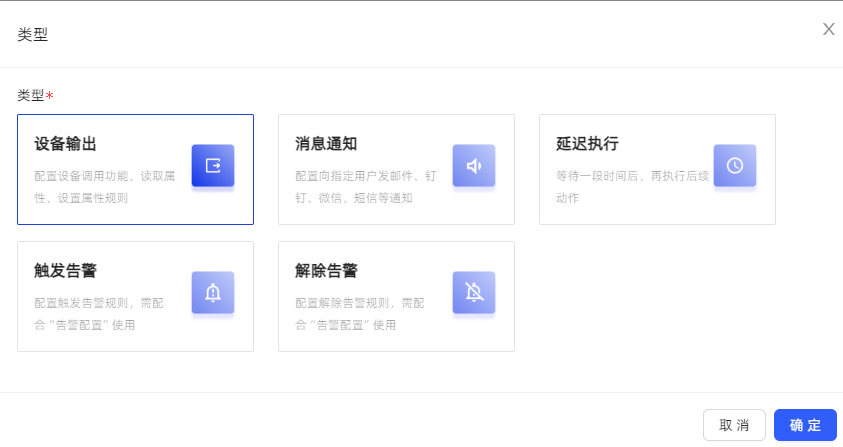 类型
X
类型*
设备输出
配置设备调用功能、读取属
性、设置属性规则
消息通知
配置向指定用户发邮件、钉
钉、微信、短信等通知
延迟执行
等待一段时间后，再执行后续
动作
触发告警
配置触发告警规则，需配
合“告警配置”使用
解除告警
配置解除告警规则，需配
合“告警配置”使用
取 消
确 定